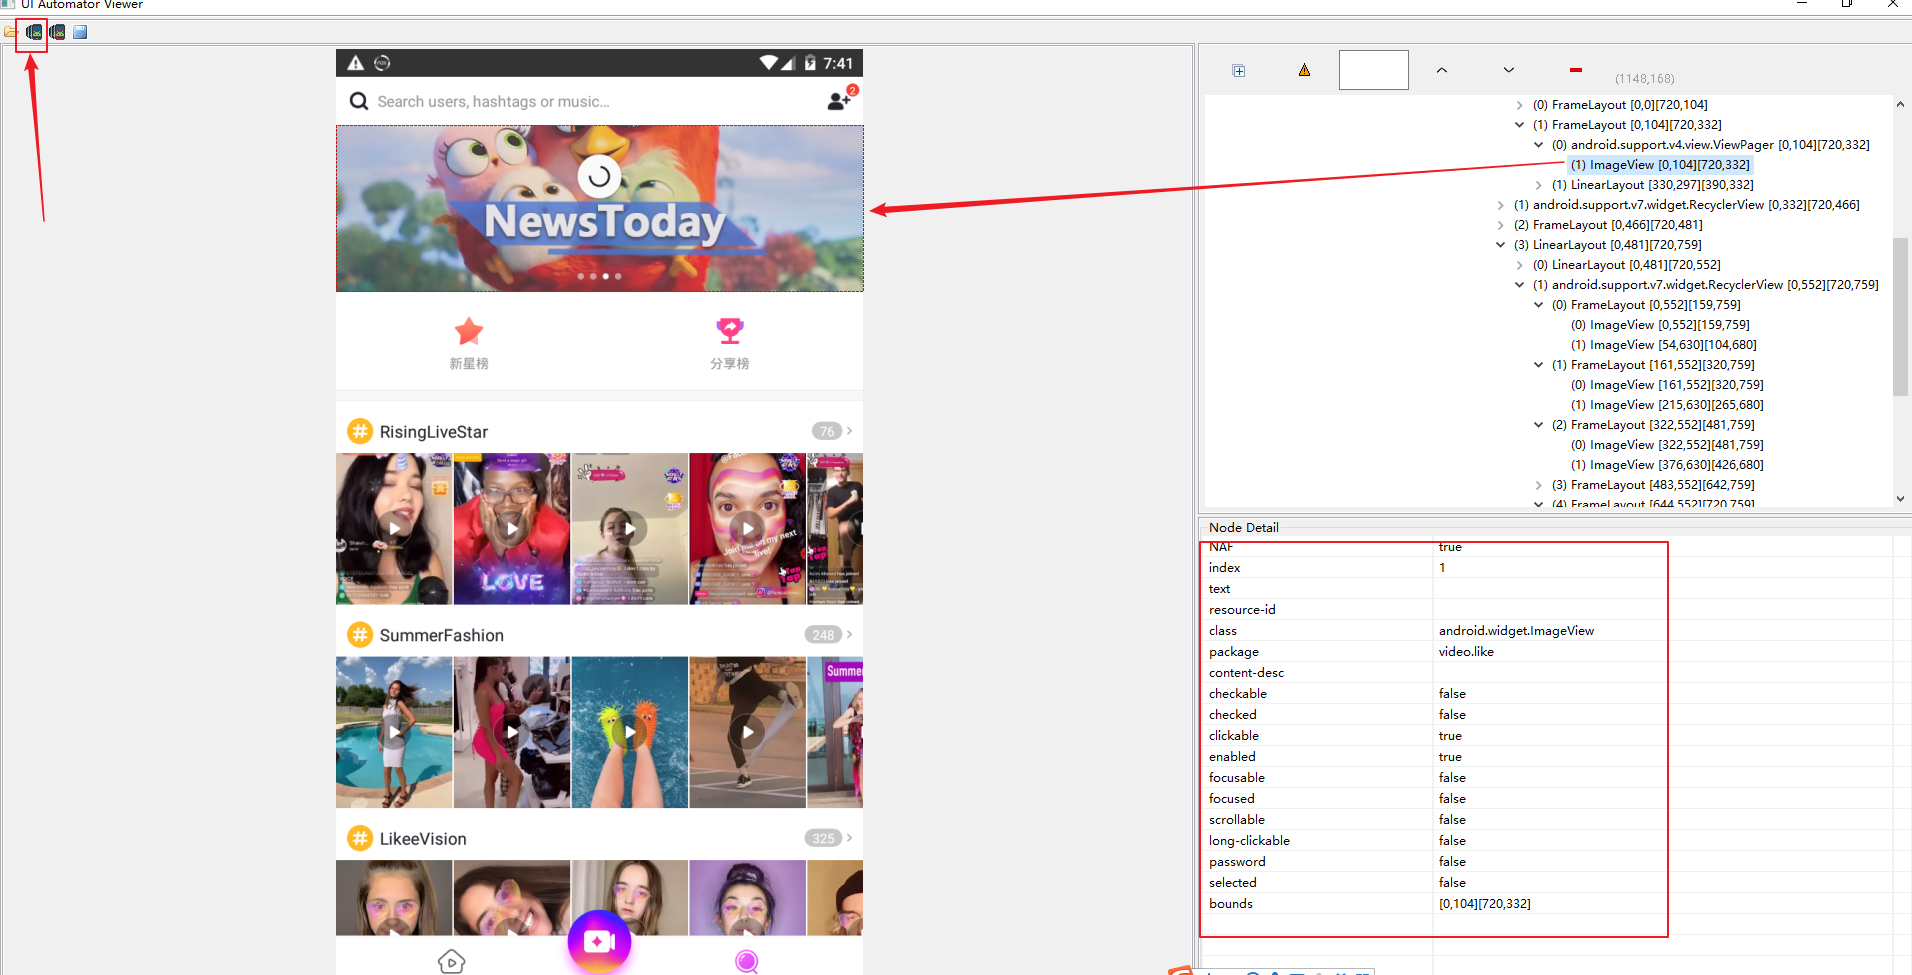 UI Automator Viewer
7:41
Search users, hashtags or music...
2
NewsToday
新星榜
分享榜
RisingLiveStar
76
LOVE
Join me on my next
live!
SummerFashion
248
Summer
LikeeVision
325
(1148,168)
(0) FrameLayout [0,0][720,104]
(1) FrameLayout [0,104][720,332]
(0) android.support.v4.view.ViewPager [0,104][720,332]
(1) ImageView [0,104][720,332]
(1) LinearLayout [330,297][390,332]
(1) android.support.v7.widget.RecyclerView [0,332][720,466]
(2) FrameLayout [0,466][720,481]
(3) LinearLayout [0,481][720,759]
(0) LinearLayout [0,481][720,552]
(1) android.support.v7.widget.RecyclerView [0,552][720,759]
(0) FrameLayout [0,552][159,759]
(0) ImageView [0,552][159,759]
(1) ImageView [54,630][104,680]
(1) FrameLayout [161,552][320,759]
(0) ImageView [161,552][320,759]
(1) ImageView [215,630][265,680]
(2) FrameLayout [322,552][481,759]
(0) ImageView [322,552][481,759]
(1) ImageView [376,630][426,680]
(3) FrameLayout [483,552][642,759]
(4) FrameLayout [644,552][720,759]
Node Detail
NAF true
index 1
text
resource-id
class android.widget.ImageView
package video.like
content-desc
checkable false
checked false
clickable true
enabled true
focusable false
focused false
scrollable false
long-clickable false
password false
selected false
bounds [0,104][720,332]